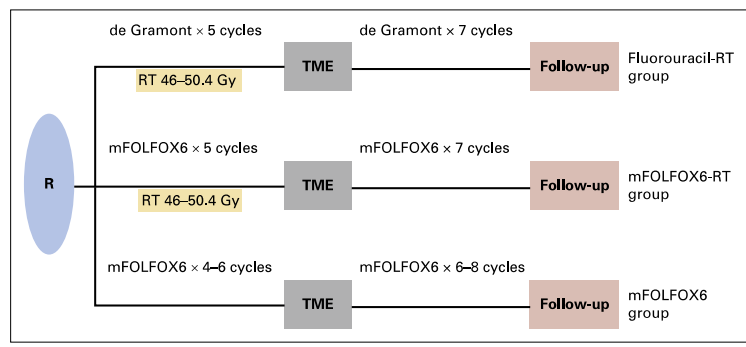 de Gramont × 5 cycles
de Gramont × 7 cycles
RT 46–50.4 Gy
TME
Follow-up
Fluorouracil-RT
group
R
mFOLFOX6 × 5 cycles
mFOLFOX6 × 7 cycles
RT 46–50.4 Gy
TME
Follow-up
mFOLFOX6-RT
group
mFOLFOX6 × 4–6 cycles
mFOLFOX6 × 6–8 cycles
TME
Follow-up
mFOLFOX6
group